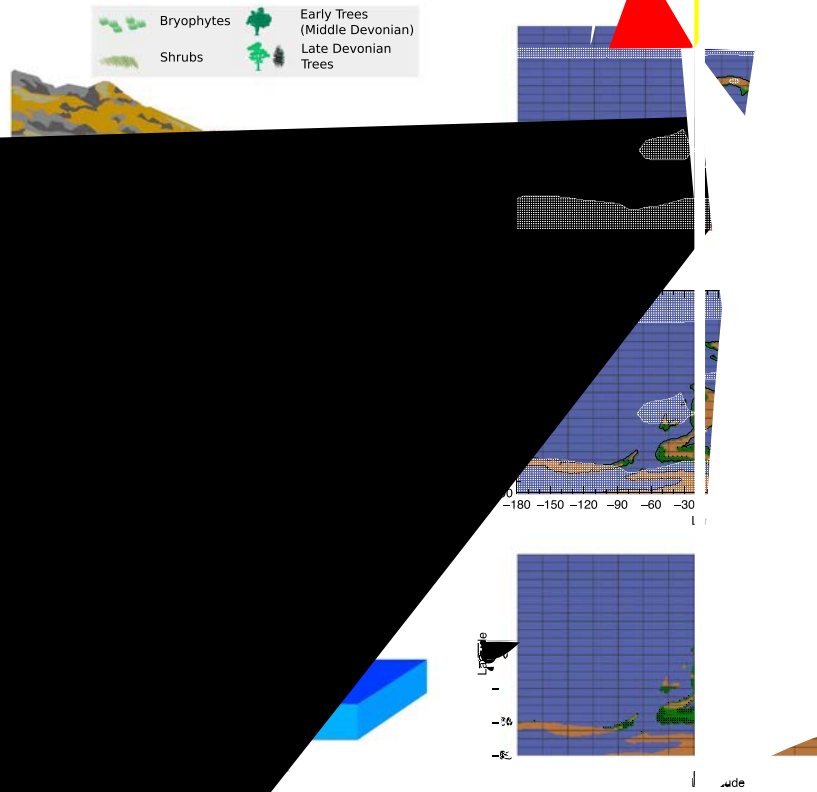 Bryophytes
Early Trees
(Middle Devonian)
Shrubs
Late Devonian
Trees
−180 −150 −120 −90 −60 −30